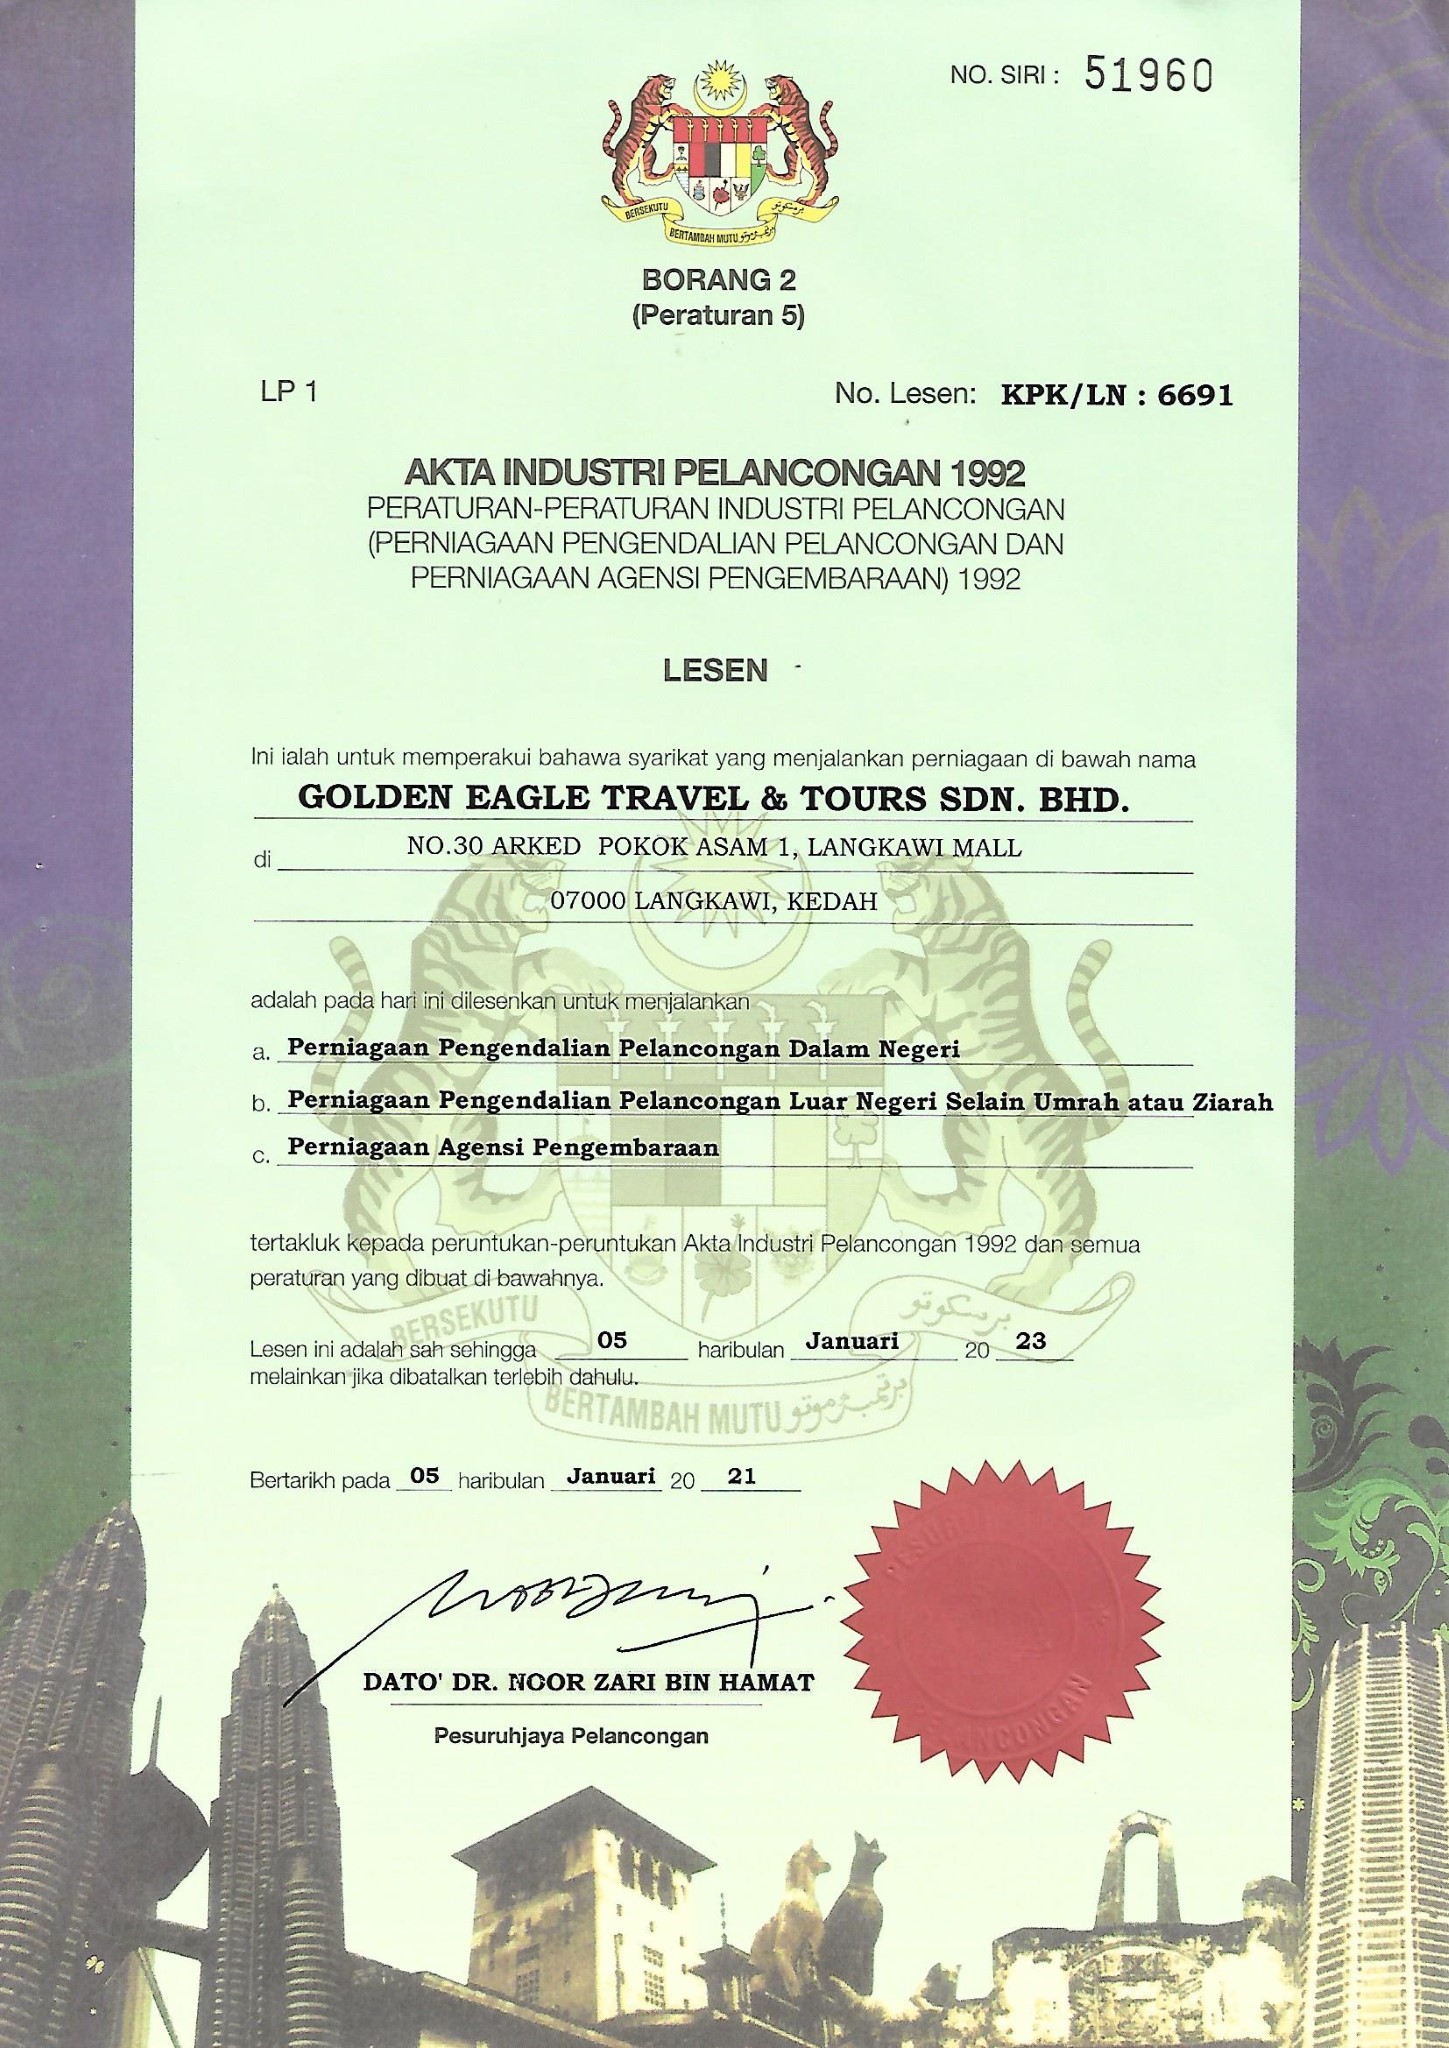 NO. SIRI : 51960
BERSEKUTU برسکوتو
BERTAMBAH MUTU برتمبه موتو
BORANG 2
(Peraturan 5)
LP 1
No. Lesen: KPK/LN : 6691
AKTA INDUSTRI PELANCONGAN 1992
PERATURAN-PERATURAN INDUSTRI PELANCONGAN
(PERNIAGAAN PENGENDALIAN PELANCONGAN DAN
PERNIAGAAN AGENSI PENGEMBARAAN) 1992
LESEN
Ini ialah untuk memperakui bahawa syarikat yang menjalankan perniagaan di bawah nama
GOLDEN EAGLE TRAVEL & TOURS SDN. BHD.
di NO.30 ARKED POKOK ASAM 1, LANGKAWI MALL
07000 LANGKAWI, KEDAH
adalah pada hari ini dilesenkan untuk menjalankan
a. Perniagaan Pengendalian Pelancongan Dalam Negeri
b. Perniagaan Pengendalian Pelancongan Luar Negeri Selain Umrah atau Ziarah
c. Perniagaan Agensi Pengembaraan
tertakluk kepada peruntukan-peruntukan Akta Industri Pelancongan 1992 dan semua
peraturan yang dibuat di bawahnya.
BERSEKUTU برسکوتو
Lesen ini adalah sah sehingga 05 haribulan Januari 20 23
melainkan jika dibatalkan terlebih dahulu.
BERTAMBAH MUTU برتمبه موتو
Bertarikh pada 05 haribulan Januari 20 21
DATO' DR. NOOR ZARI BIN HAMAT
Pesuruhjaya Pelancongan